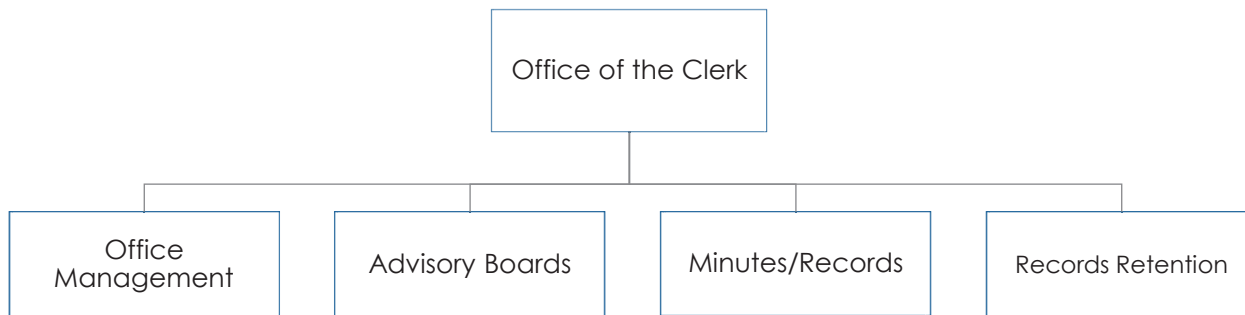 Office of the Clerk
Office
Management
Advisory Boards
Minutes/Records
Records Retention